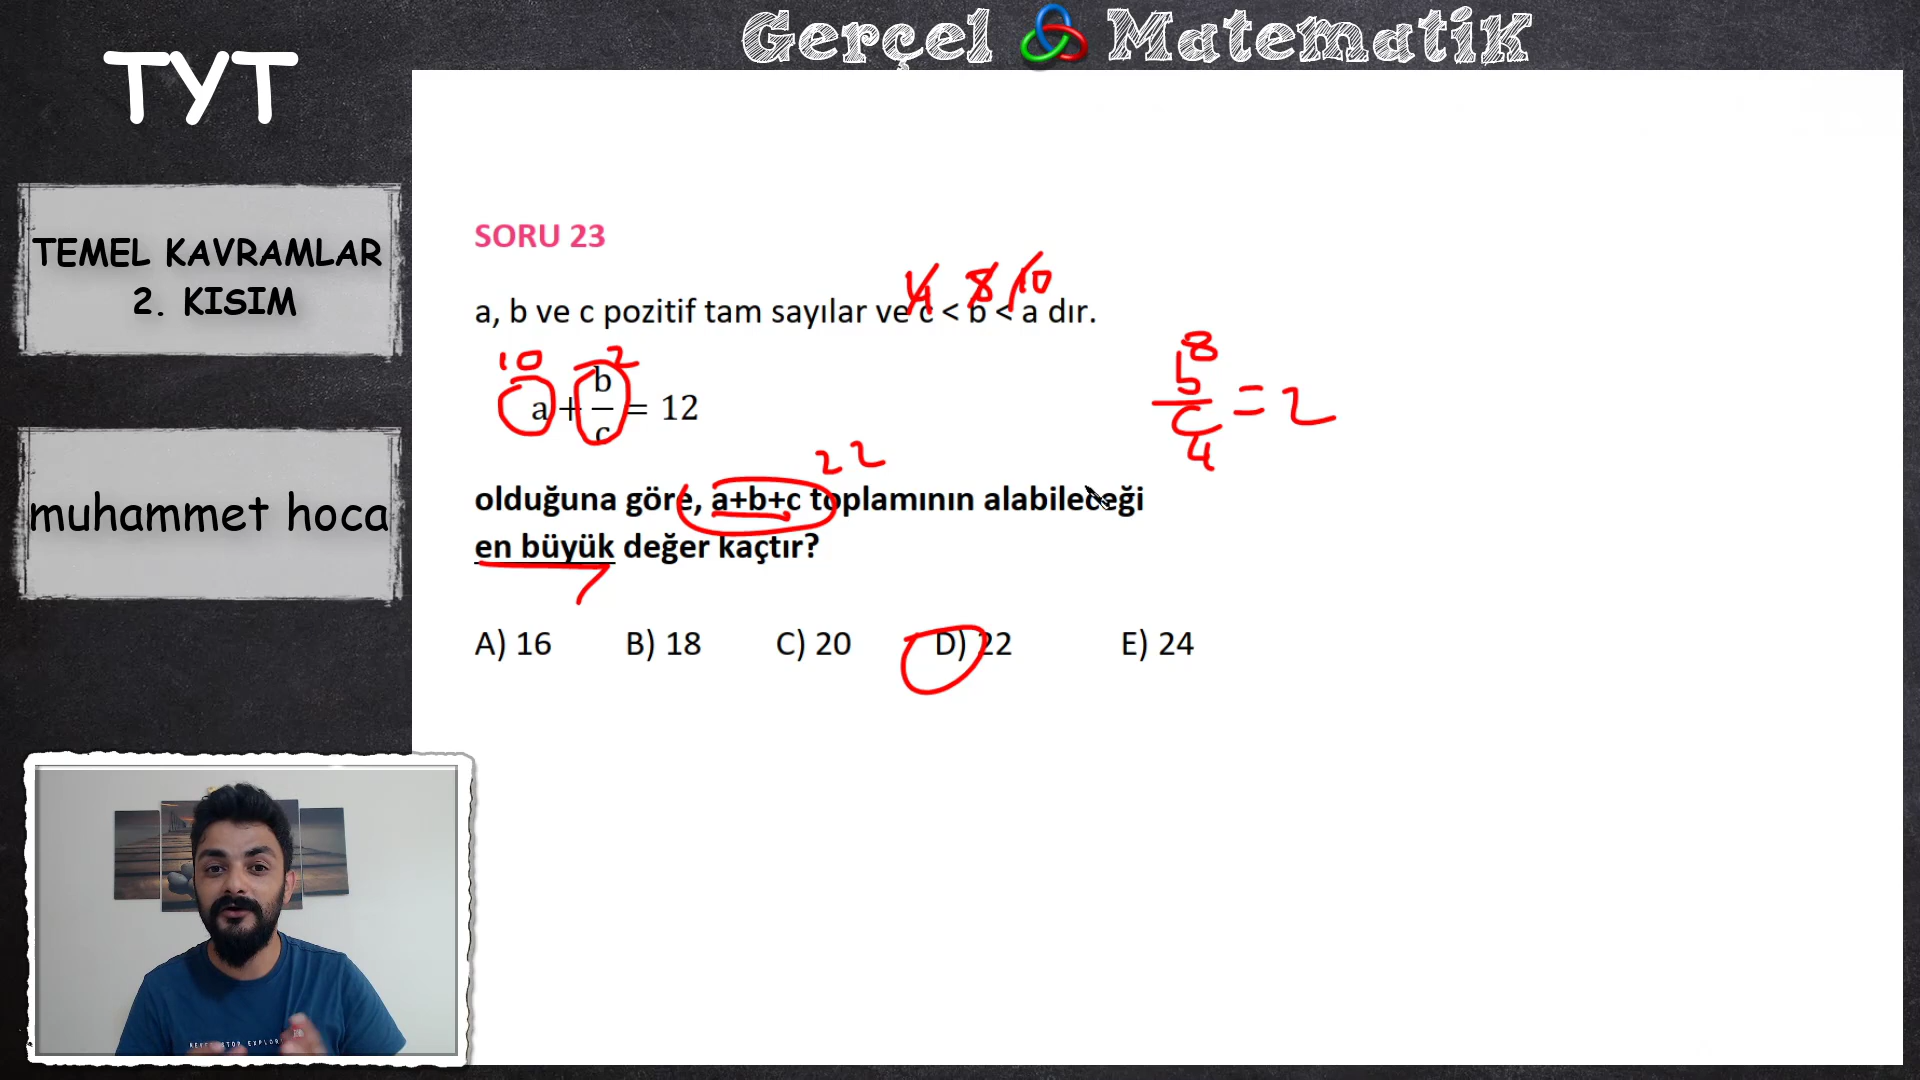 Gerçel Matematik
TYT
TEMEL KAVRAMLAR
2. KISIM
muhammet hoca
SORU 23
4 8 10
a, b ve c pozitif tam sayılar ve c < b < a dır.
10 2
a + b/c = 12
8
b/c = 2
4
22
olduğuna göre, a+b+c toplamının alabileceği
en büyük değer kaçtır?
A) 16 B) 18 C) 20 D) 22 E) 24